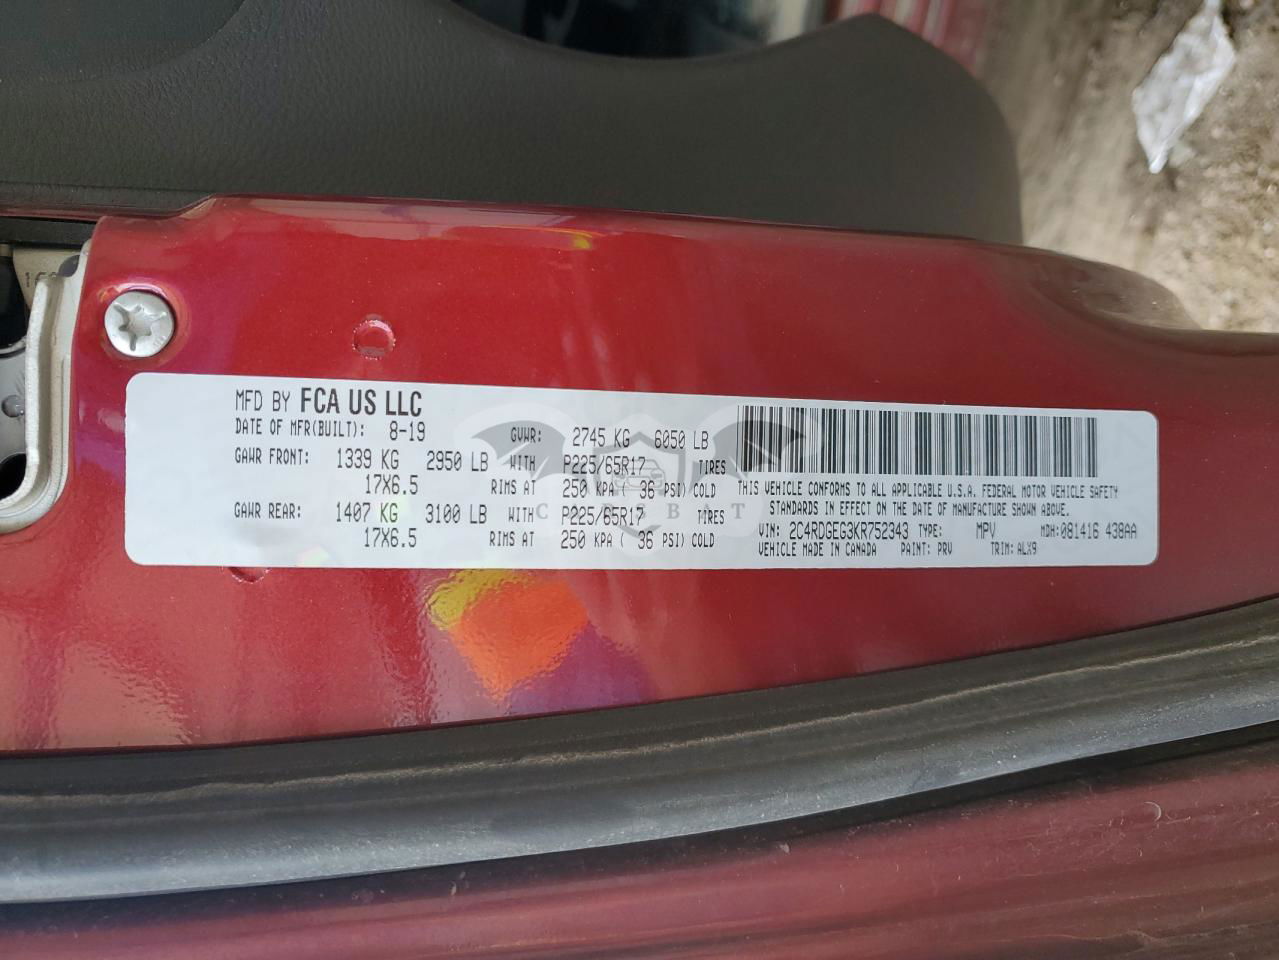 MFD BY FCA US LLC
DATE OF MFR(BUILT): 8-19 GVWR: 2745 KG 6050 LB
GAWR FRONT: 1339 KG 2950 LB WITH P225/65R17 TIRES
17X6.5 RIMS AT 250 KPA ( 36 PSI) COLD
GAWR REAR: 1407 KG 3100 LB WITH P225/65R17 TIRES
17X6.5 RIMS AT 250 KPA ( 36 PSI) COLD
THIS VEHICLE CONFORMS TO ALL APPLICABLE U.S.A. FEDERAL MOTOR VEHICLE SAFETY
STANDARDS IN EFFECT ON THE DATE OF MANUFACTURE SHOWN ABOVE.
VIN: 2C4RDGEG3KR752343 TYPE: MPV MDH: 081416 438AA
VEHICLE MADE IN CANADA PAINT: PRV TRIM: ALX9
CARSBAT